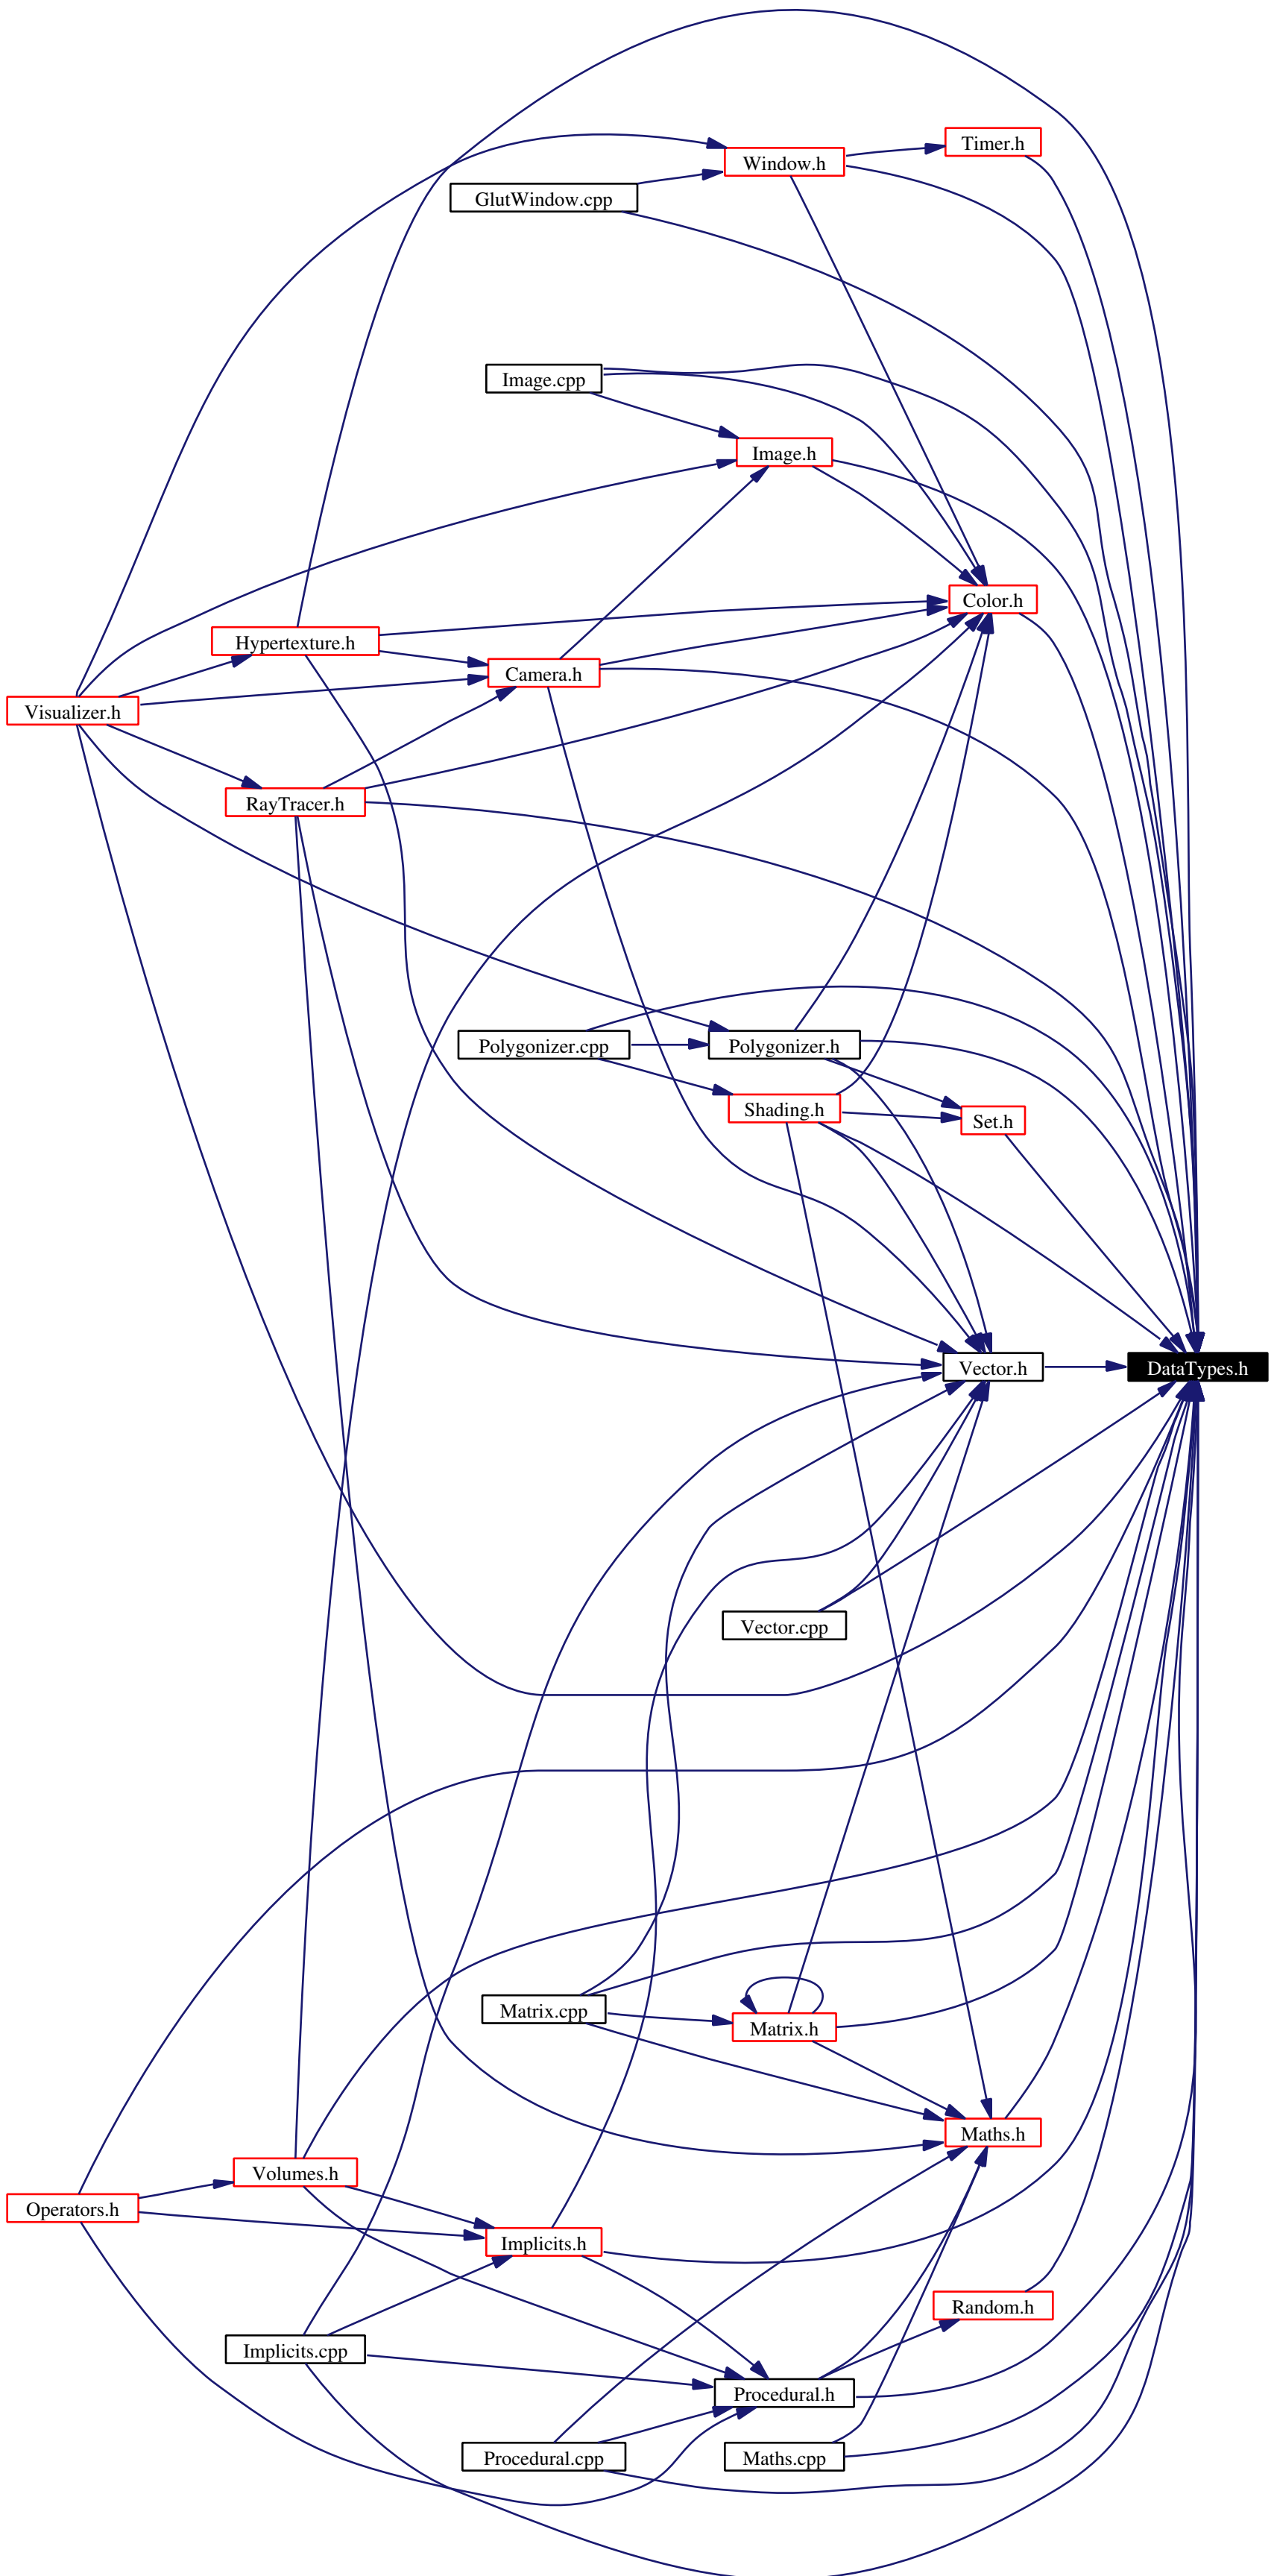 Timer.h
Window.h
GlutWindow.cpp
Image.cpp
Image.h
Color.h
Hypertexture.h
Camera.h
Visualizer.h
RayTracer.h
Polygonizer.cpp
Polygonizer.h
Shading.h
Set.h
Vector.h
DataTypes.h
Vector.cpp
Matrix.cpp
Matrix.h
Maths.h
Volumes.h
Operators.h
Implicits.h
Random.h
Implicits.cpp
Procedural.h
Procedural.cpp
Maths.cpp